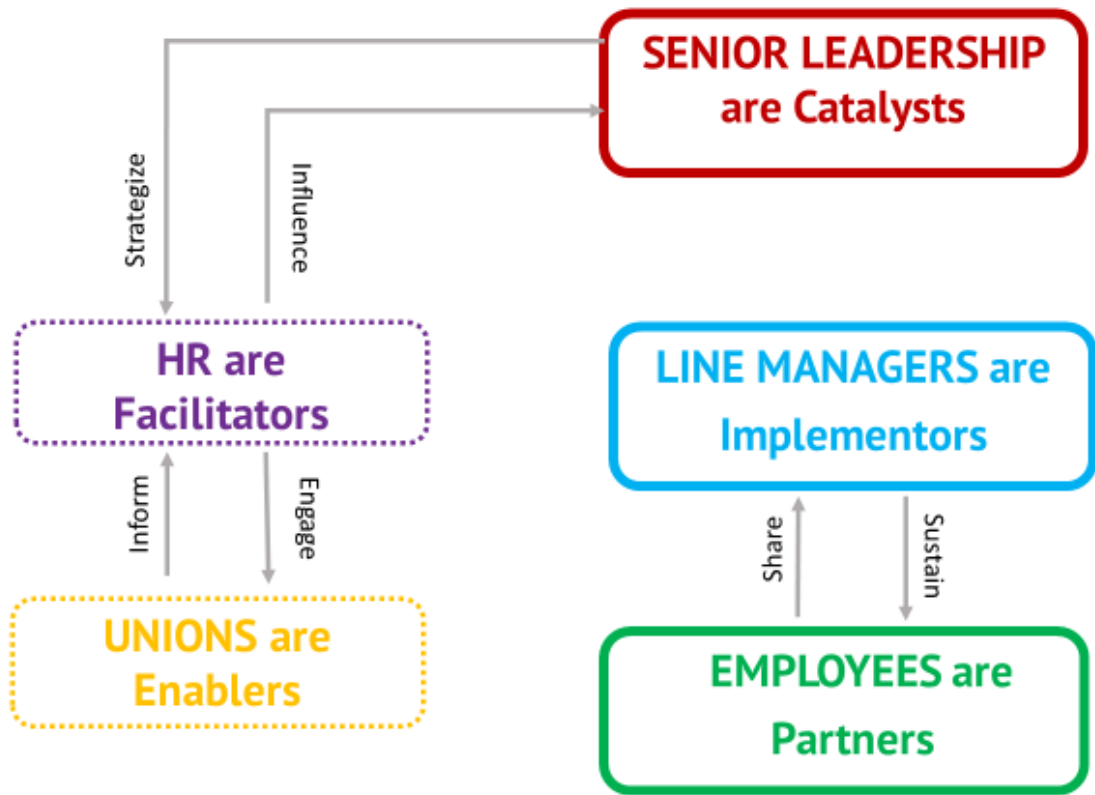 SENIOR LEADERSHIP
are Catalysts
Strategize
Influence
HR are
Facilitators
LINE MANAGERS are
Implementors
Inform
Engage
Share
Sustain
UNIONS are
Enablers
EMPLOYEES are
Partners